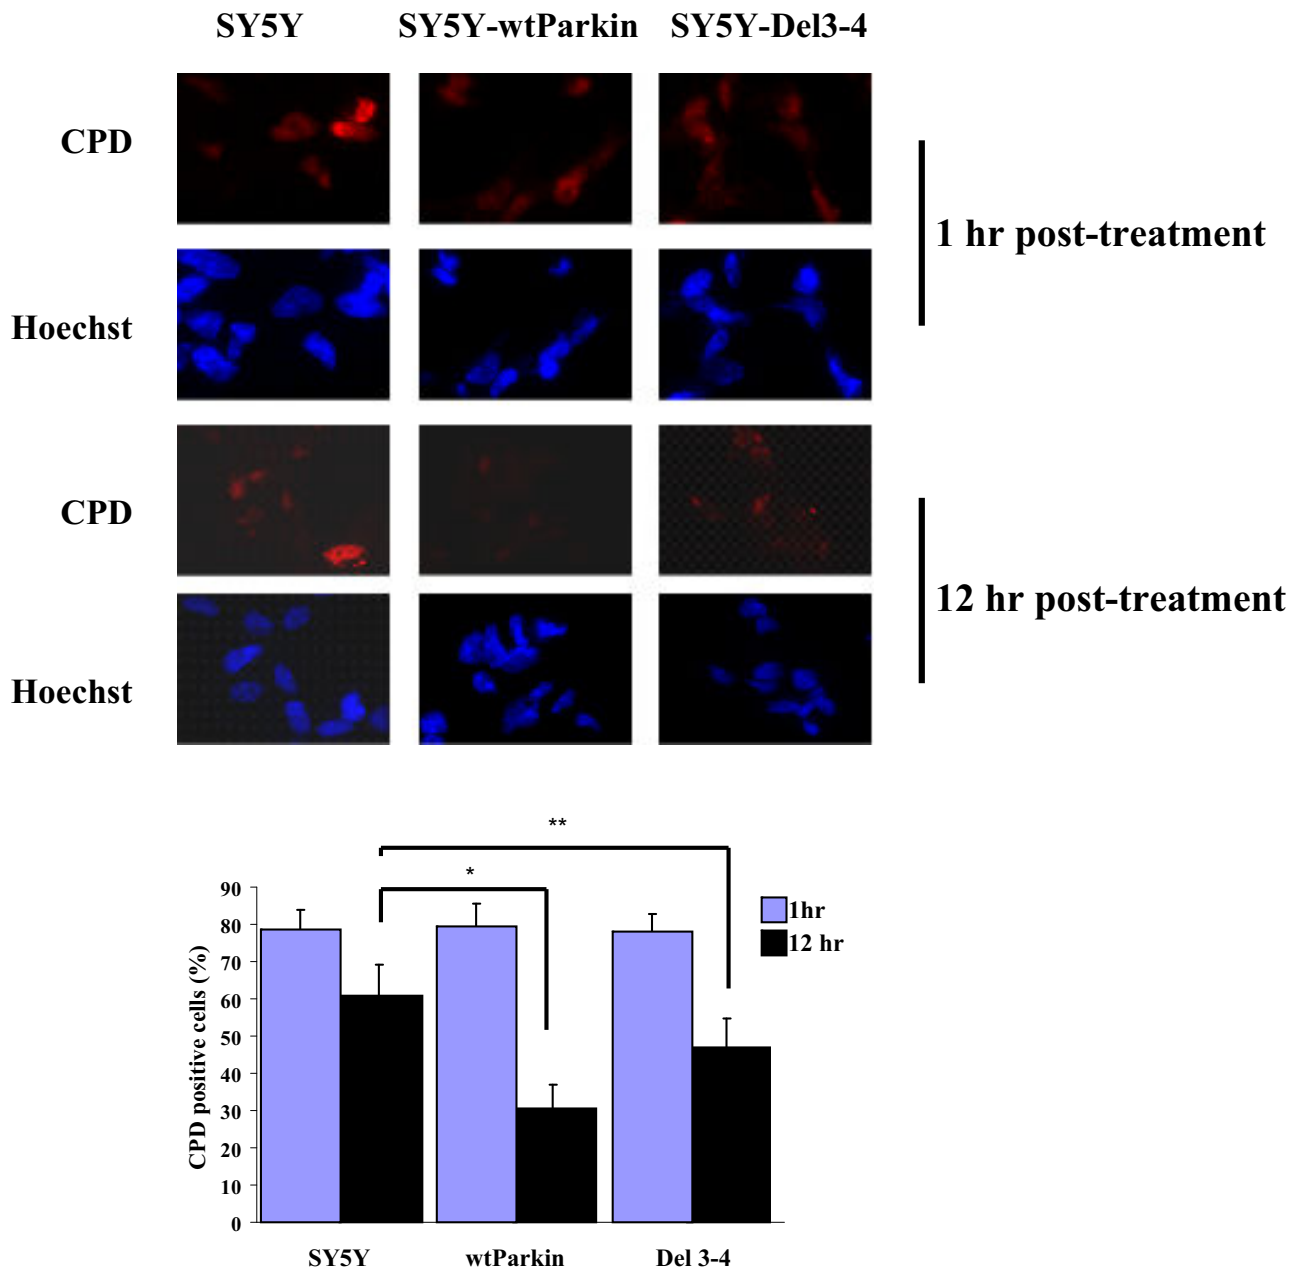 SY5Y SY5Y-wtParkin SY5Y-Del3-4
CPD
1 hr post-treatment
Hoechst
CPD
12 hr post-treatment
Hoechst
**
*
90
80
70
60
50
40
30
20
10
0
CPD positive cells (%)
1hr
12 hr
SY5Y wtParkin Del 3-4